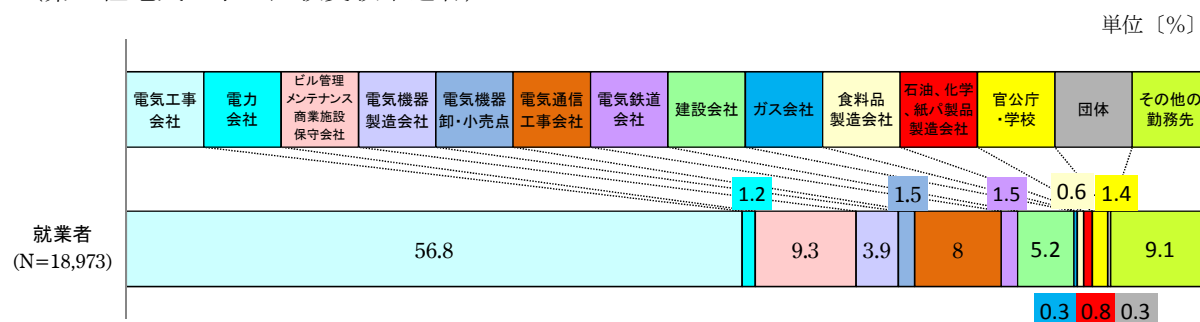 単位〔%〕
電気工事
会社
電力
会社
ビル管理
メンテナンス
商業施設
保守会社
電気機器
製造会社
電気機器
卸・小売点
電気通信
工事会社
電気鉄道
会社
建設会社
ガス会社
食料品
製造会社
石油、化学
、紙パ製品
製造会社
官公庁
・学校
団体
その他の
勤務先
1.2
1.5
1.5
0.6
1.4
就業者
(N=18,973)
56.8
9.3
3.9
8
5.2
9.1
0.3
0.8
0.3